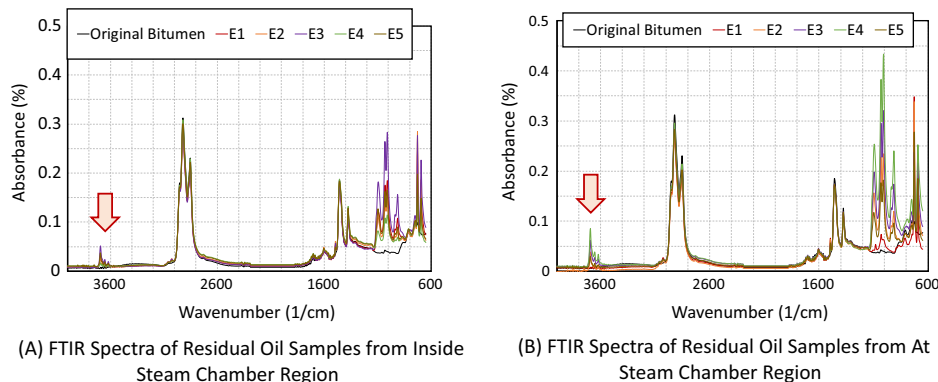 Original Bitumen E1 E2 E3 E4 E5
0.5
0.4
0.3
0.2
0.1
0
Absorbance (%)
3600 2600 1600 600
Wavenumber (1/cm)
(A) FTIR Spectra of Residual Oil Samples from Inside
Steam Chamber Region
Original Bitumen E1 E2 E3 E4 E5
0.5
0.4
0.3
0.2
0.1
0
Absorbance (%)
3600 2600 1600 600
Wavenumber (1/cm)
(B) FTIR Spectra of Residual Oil Samples from At
Steam Chamber Region